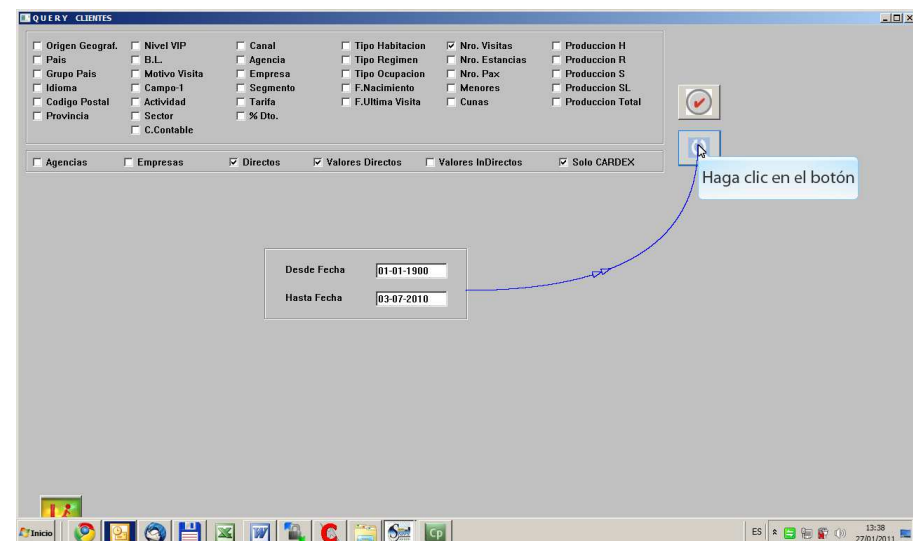 QUERY CLIENTES
Origen Geograf. Nivel VIP Canal Tipo Habitacion Nro. Visitas Produccion H
Pais B.L. Agencia Tipo Regimen Nro. Estancias Produccion R
Grupo Pais Motivo Visita Empresa Tipo Ocupacion Nro. Pax Produccion S
Idioma Campo-1 Segmento F.Nacimiento Menores Produccion SL
Codigo Postal Actividad Tarifa F.Ultima Visita Cunas Produccion Total
Provincia Sector % Dto.
C.Contable
Agencias Empresas Directos Valores Directos Valores InDirectos Solo CARDEX
Haga clic en el botón
Desde Fecha 01-01-1900
Hasta Fecha 03-07-2010
Inicio Cp ES 13:38
27/01/2011